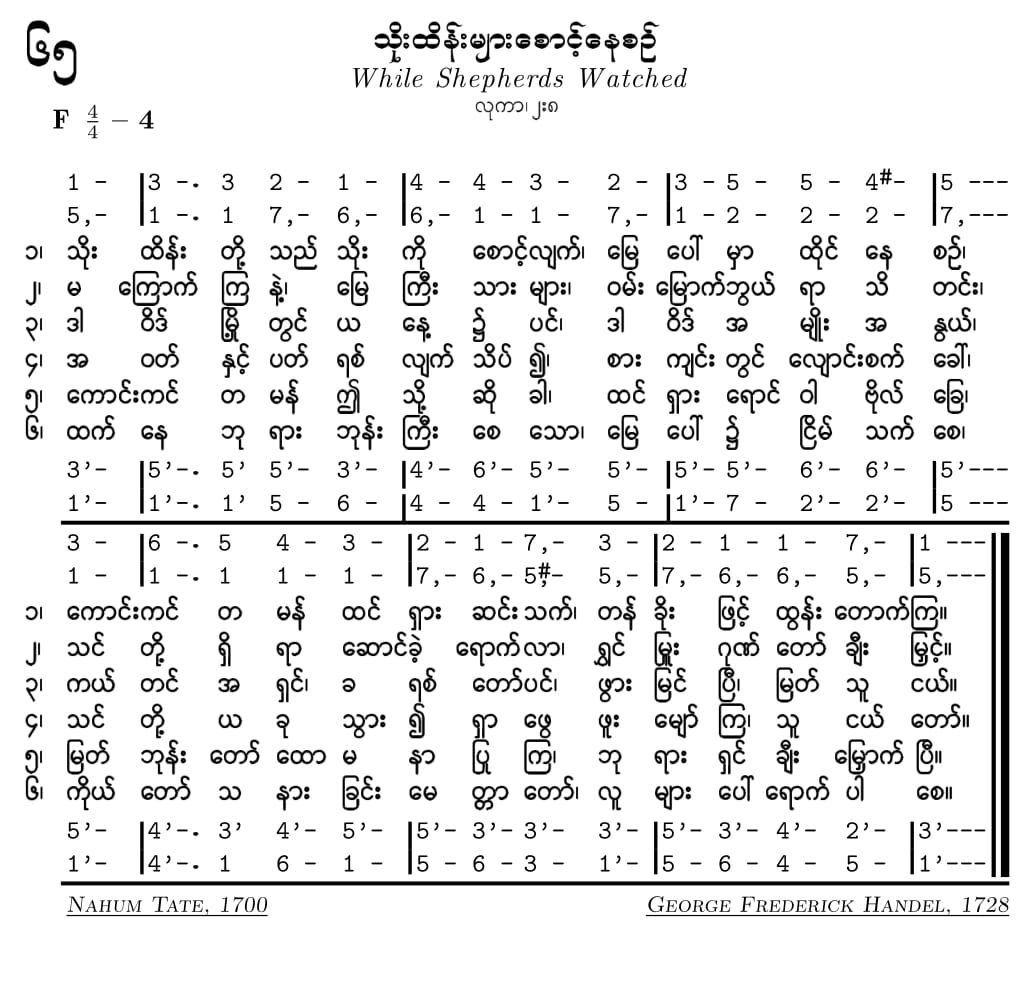 ၆၅
သိုးထိန်းများစောင့်နေစဉ်
While Shepherds Watched
လုကာ၊ ၂း၈
F 4/4 – 4
1 – |3 –. 3 2 – 1 – |4 – 4 – 3 – 2 – |3 – 5 – 5 – 4#– |5 –––
5,– |1 –. 1 7,– 6,– |6,– 1 – 1 – 7,– |1 – 2 – 2 – 2 – |7,–––
၁၊ သိုး ထိန်း တို့ သည် သိုး ကို စောင့်လျက်၊ မြေ ပေါ် မှာ ထိုင် နေ စဉ်၊
၂၊ မ ကြောက် ကြ နဲ့၊ မြေ ကြီး သား များ၊ ဝမ်း မြောက်ဘွယ် ရာ သိ တင်း၊
၃၊ ဒါ ဝိဒ် မြို့ တွင် ယ နေ့ ၌ ပင်၊ ဒါ ဝိဒ် အ မျိုး အ နွယ်၊
၄၊ အ ဝတ် နှင့် ပတ် ရစ် လျက် သိပ် ၍၊ စား ကျင်း တွင် လျောင်းစက် ခေါ်၊
၅၊ ကောင်းကင် တ မန် ဤ သို့ ဆို ခါ၊ ထင် ရှား ရောင် ဝါ ဗိုလ် ခြေ၊
၆၊ ထက် နေ ဘု ရား ဘုန်း ကြီး စေ သော၊ မြေ ပေါ် ၌ ငြိမ် သက် စေ၊
3’– |5’–. 5’ 5’– 3’– |4’– 6’– 5’– 5’– |5’– 5’– 6’– 6’– |5’–––
1’– |1’–. 1’ 5 – 6 – |4 – 4 – 1’– 5 – |1’– 7 – 2’– 2’– |5 –––
3 – |6 –. 5 4 – 3 – |2 – 1 – 7,– 3 – |2 – 1 – 1 – 7,– |1 –––
1 – |1 –. 1 1 – 1 – |7,– 6,– 5,#– 5,– |7,– 6,– 6,– 5,– |5,–––
၁၊ ကောင်းကင် တ မန် ထင် ရှား ဆင်း သက်၊ တန် ခိုး ဖြင့် ထွန်း တောက်ကြ။
၂၊ သင် တို့ ရှိ ရာ ဆောင်ခဲ့ ရောက်လာ၊ ရွှင် မြူး ဂုဏ် တော် ချီး မြှင့်။
၃၊ ကယ် တင် အ ရှင်၊ ခ ရစ် တော်ပင်၊ ဖွား မြင် ပြီ၊ မြတ် သူ ငယ်။
၄၊ သင် တို့ ယ ခု သွား ၍ ရှာ ဖွေ ဖူး မျော် ကြ၊ သူ ငယ် တော်။
၅၊ မြတ် ဘုန်း တော် ထော မ နာ ပြု ကြ၊ ဘု ရား ရှင် ချီး မြှောက် ပြီ။
၆၊ ကိုယ် တော် သ နား ခြင်း မေ တ္တာ တော်၊ လူ များ ပေါ် ရောက် ပါ စေ။
5’– |4’–. 3’ 4’– 5’– |5’– 3’– 3’– 3’– |5’– 3’– 4’– 2’– |3’–––
1’– |4’–. 1 6 – 1 – |5 – 6 – 3 – 1’– |5 – 6 – 4 – 5 – |1’–––
NAHUM TATE, 1700
GEORGE FREDERICK HANDEL, 1728